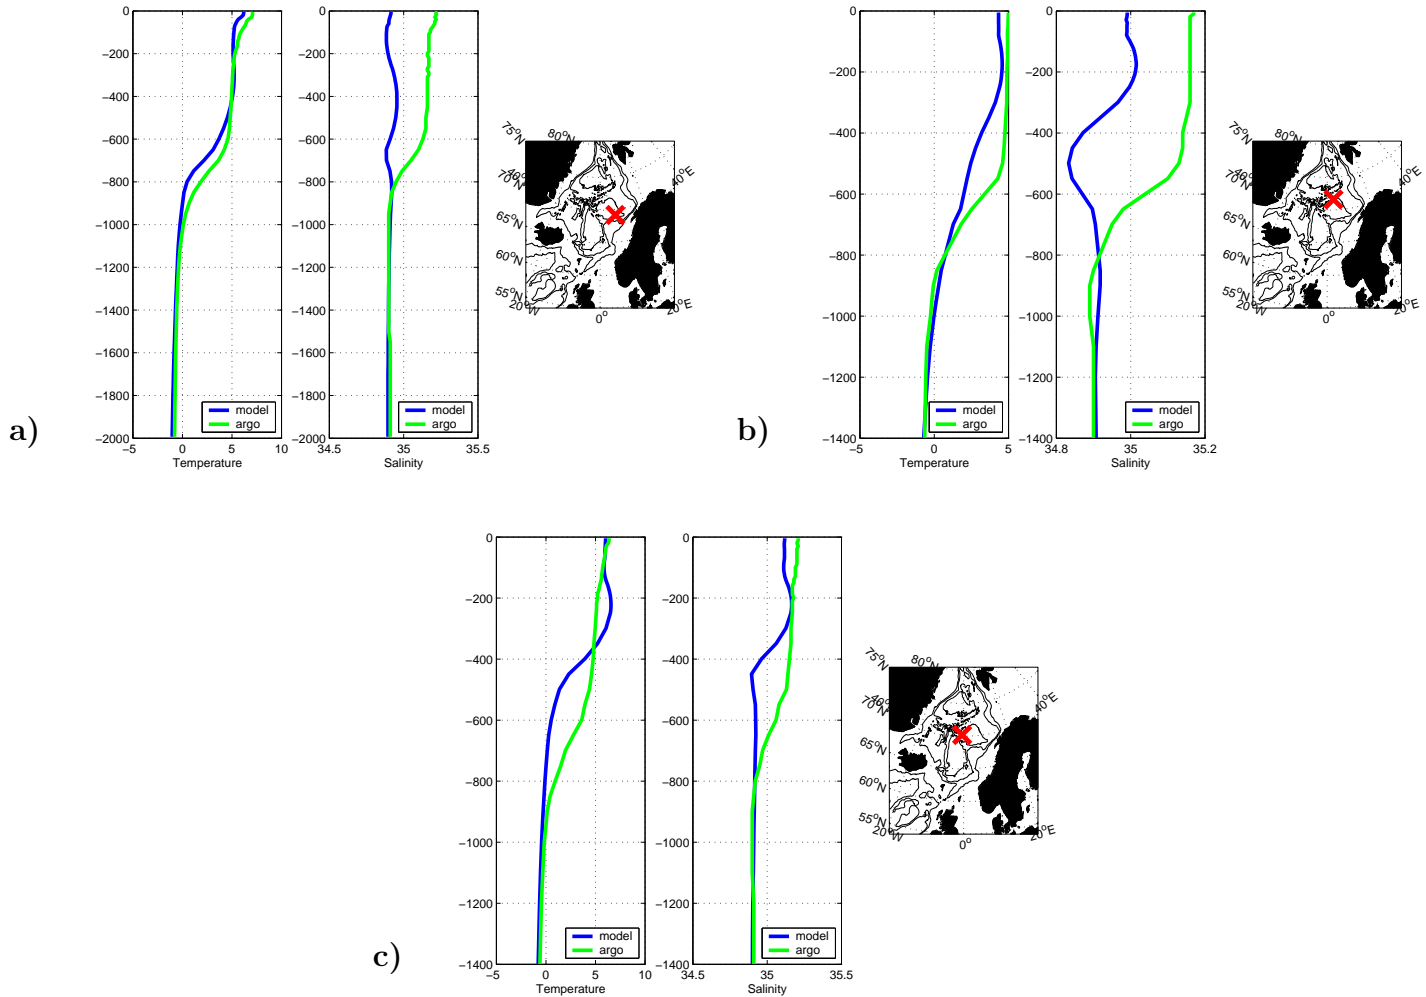 0
−200
−400
−600
−800
−1000
−1200
−1400
−1600
−1800
−2000
−5
0
5
10
Temperature
model
argo
0
−200
−400
−600
−800
−1000
−1200
−1400
−1600
−1800
−2000
34.5
35
35.5
Salinity
model
argo
75°N
80°N
40°E
70°N
65°N
60°N
55°N
20°W
0°
20°E
a)
0
−200
−400
−600
−800
−1000
−1200
−1400
−5
0
5
Temperature
model
argo
0
−200
−400
−600
−800
−1000
−1200
−1400
34.8
35
35.2
Salinity
model
argo
75°N
80°N
40°E
70°N
65°N
60°N
55°N
20°W
0°
20°E
b)
0
−200
−400
−600
−800
−1000
−1200
−1400
−5
0
5
10
Temperature
model
argo
0
−200
−400
−600
−800
−1000
−1200
−1400
34.5
35
35.5
Salinity
model
argo
75°N
80°N
40°E
70°N
65°N
60°N
55°N
20°W
0°
20°E
c)